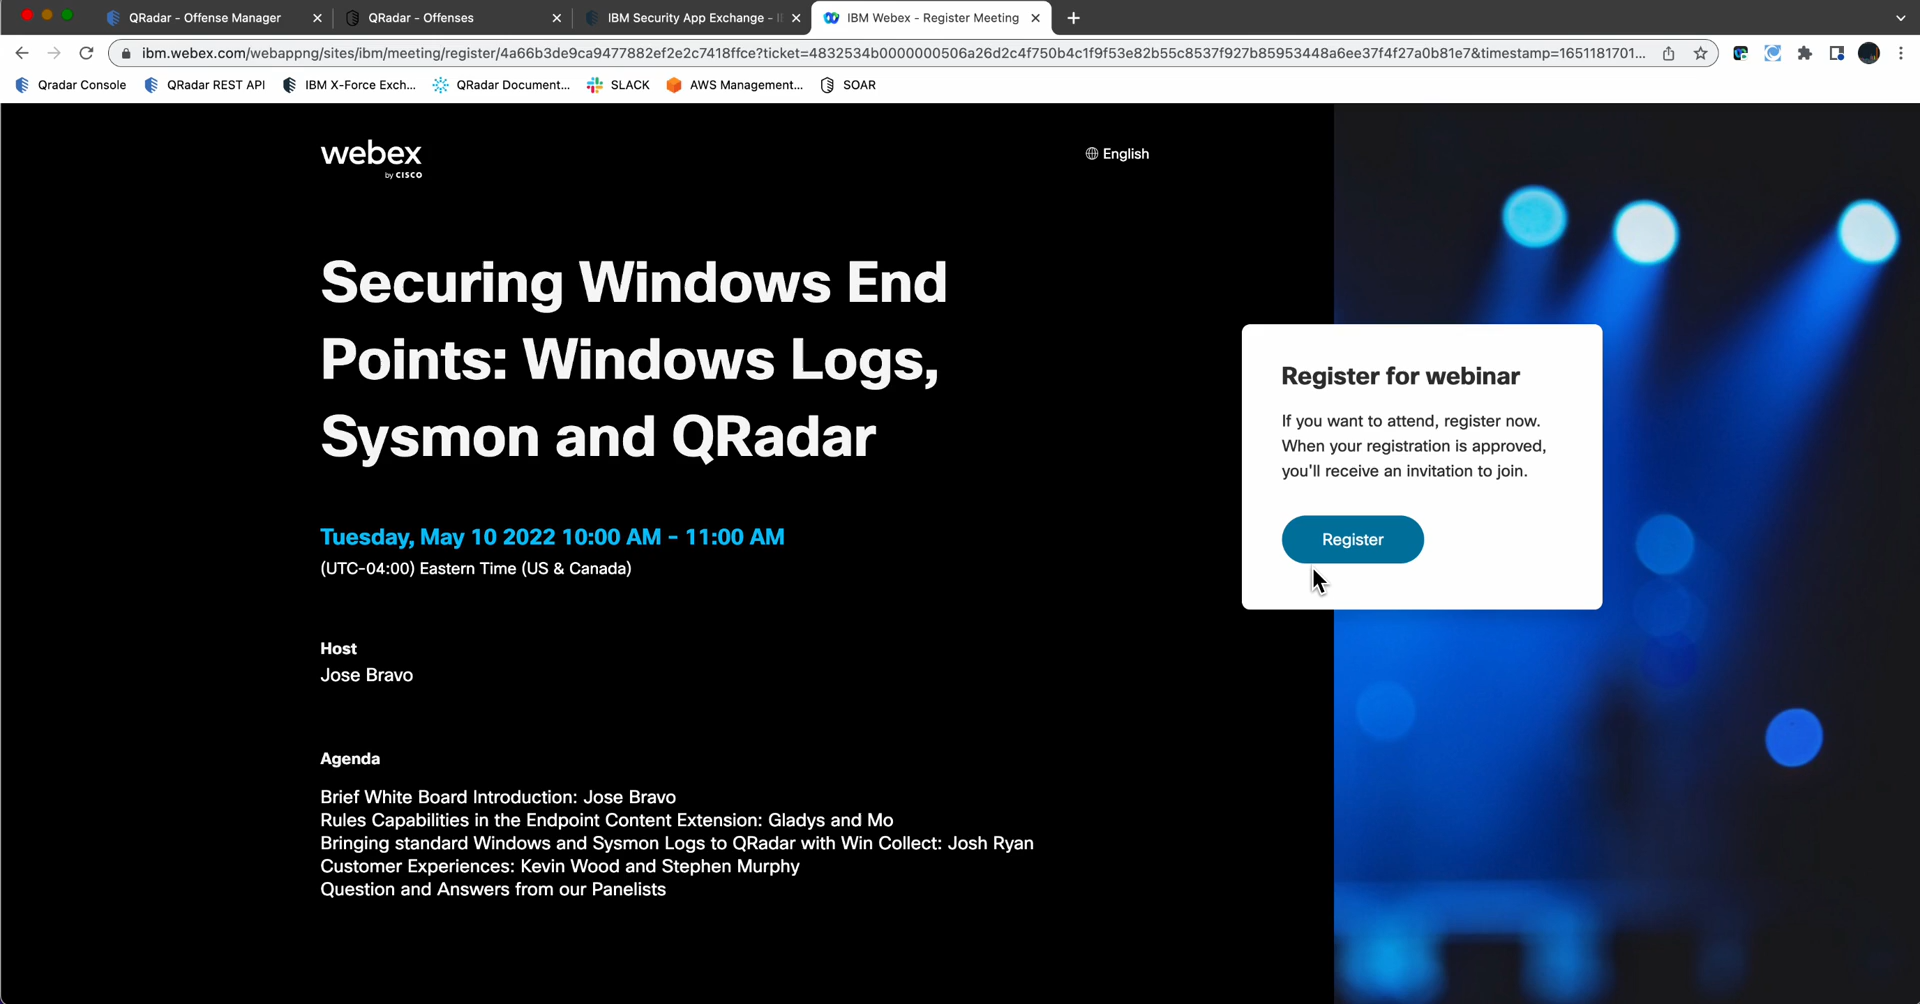 QRadar - Offense Manager
QRadar - Offenses
IBM Security App Exchange -
IBM Webex - Register Meeting
ibm.webex.com/webappng/sites/ibm/meeting/register/4a66b3de9ca9477882ef2e2c7418ffce?ticket=4832534b0000000506a26d2c4f750b4c1f9f53e82b55c8537f927b85953448a6ee37f4f27a0b81e7&timestamp=1651181701...
Qradar Console
QRadar REST API
IBM X-Force Exch...
QRadar Document...
SLACK
AWS Management...
SOAR
webex
by CISCO
English
Securing Windows End
Points: Windows Logs,
Sysmon and QRadar
Tuesday, May 10 2022 10:00 AM - 11:00 AM
(UTC-04:00) Eastern Time (US & Canada)
Host
Jose Bravo
Agenda
Brief White Board Introduction: Jose Bravo
Rules Capabilities in the Endpoint Content Extension: Gladys and Mo
Bringing standard Windows and Sysmon Logs to QRadar with Win Collect: Josh Ryan
Customer Experiences: Kevin Wood and Stephen Murphy
Question and Answers from our Panelists
Register for webinar
If you want to attend, register now.
When your registration is approved,
you'll receive an invitation to join.
Register